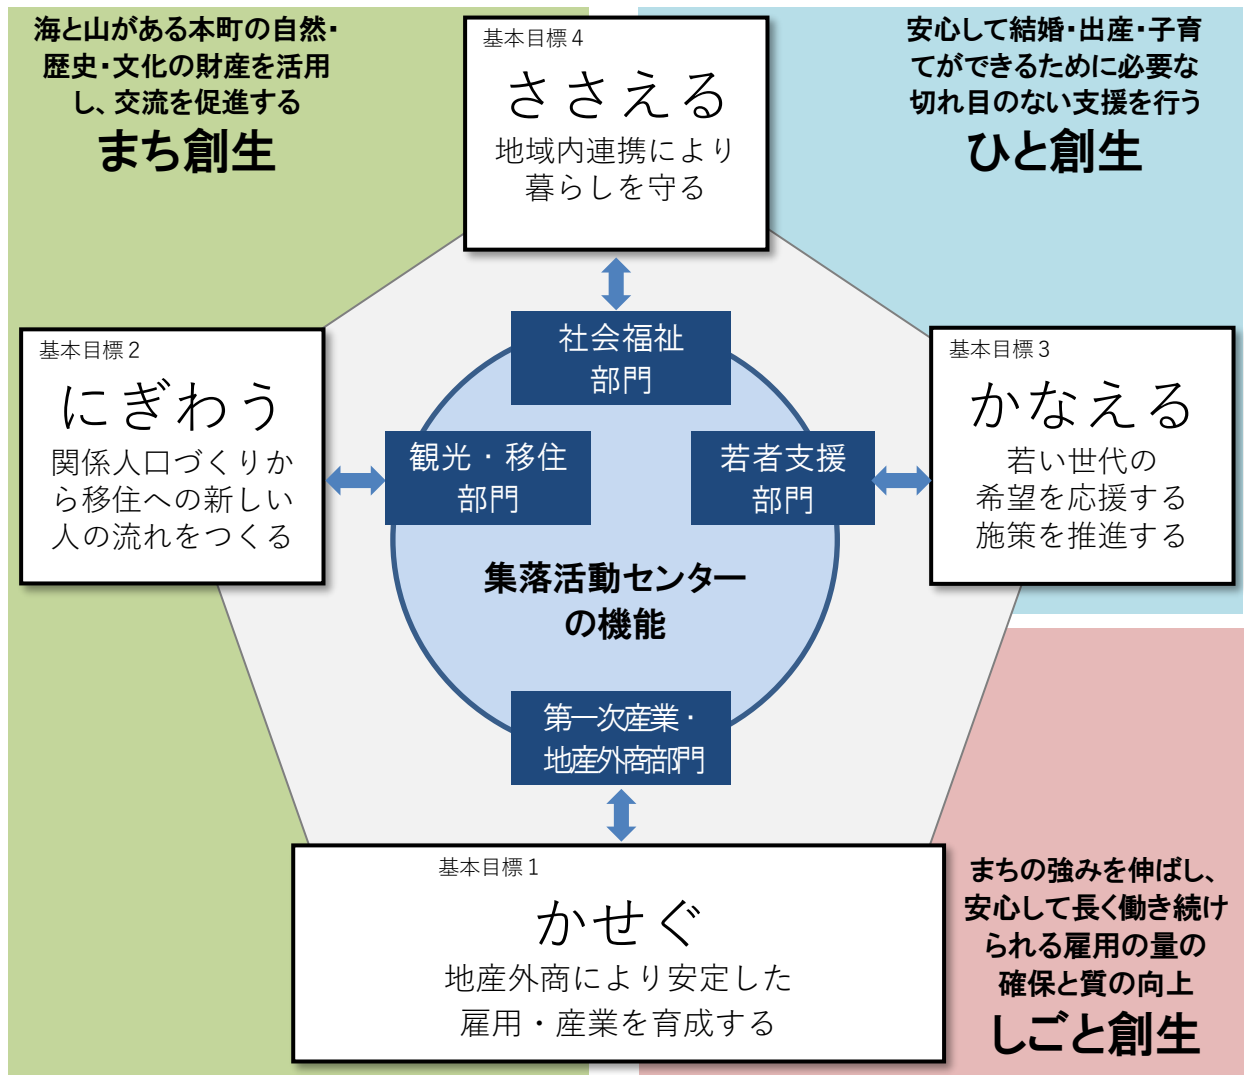 海と山がある本町の自然・
歴史・文化の財産を活用
し、交流を促進する
まち創生
基本目標４
ささえる
地域内連携により
暮らしを守る
安心して結婚・出産・子育
てができるために必要な
切れ目のない支援を行う
ひと創生
社会福祉
部門
基本目標２
にぎわう
関係人口づくりか
ら移住への新しい
人の流れをつくる
観光・移住
部門
若者支援
部門
基本目標３
かなえる
若い世代の
希望を応援する
施策を推進する
集落活動センター
の機能
第一次産業・
地産外商部門
基本目標１
かせぐ
地産外商により安定した
雇用・産業を育成する
まちの強みを伸ばし、
安心して長く働き続け
られる雇用の量の
確保と質の向上
しごと創生